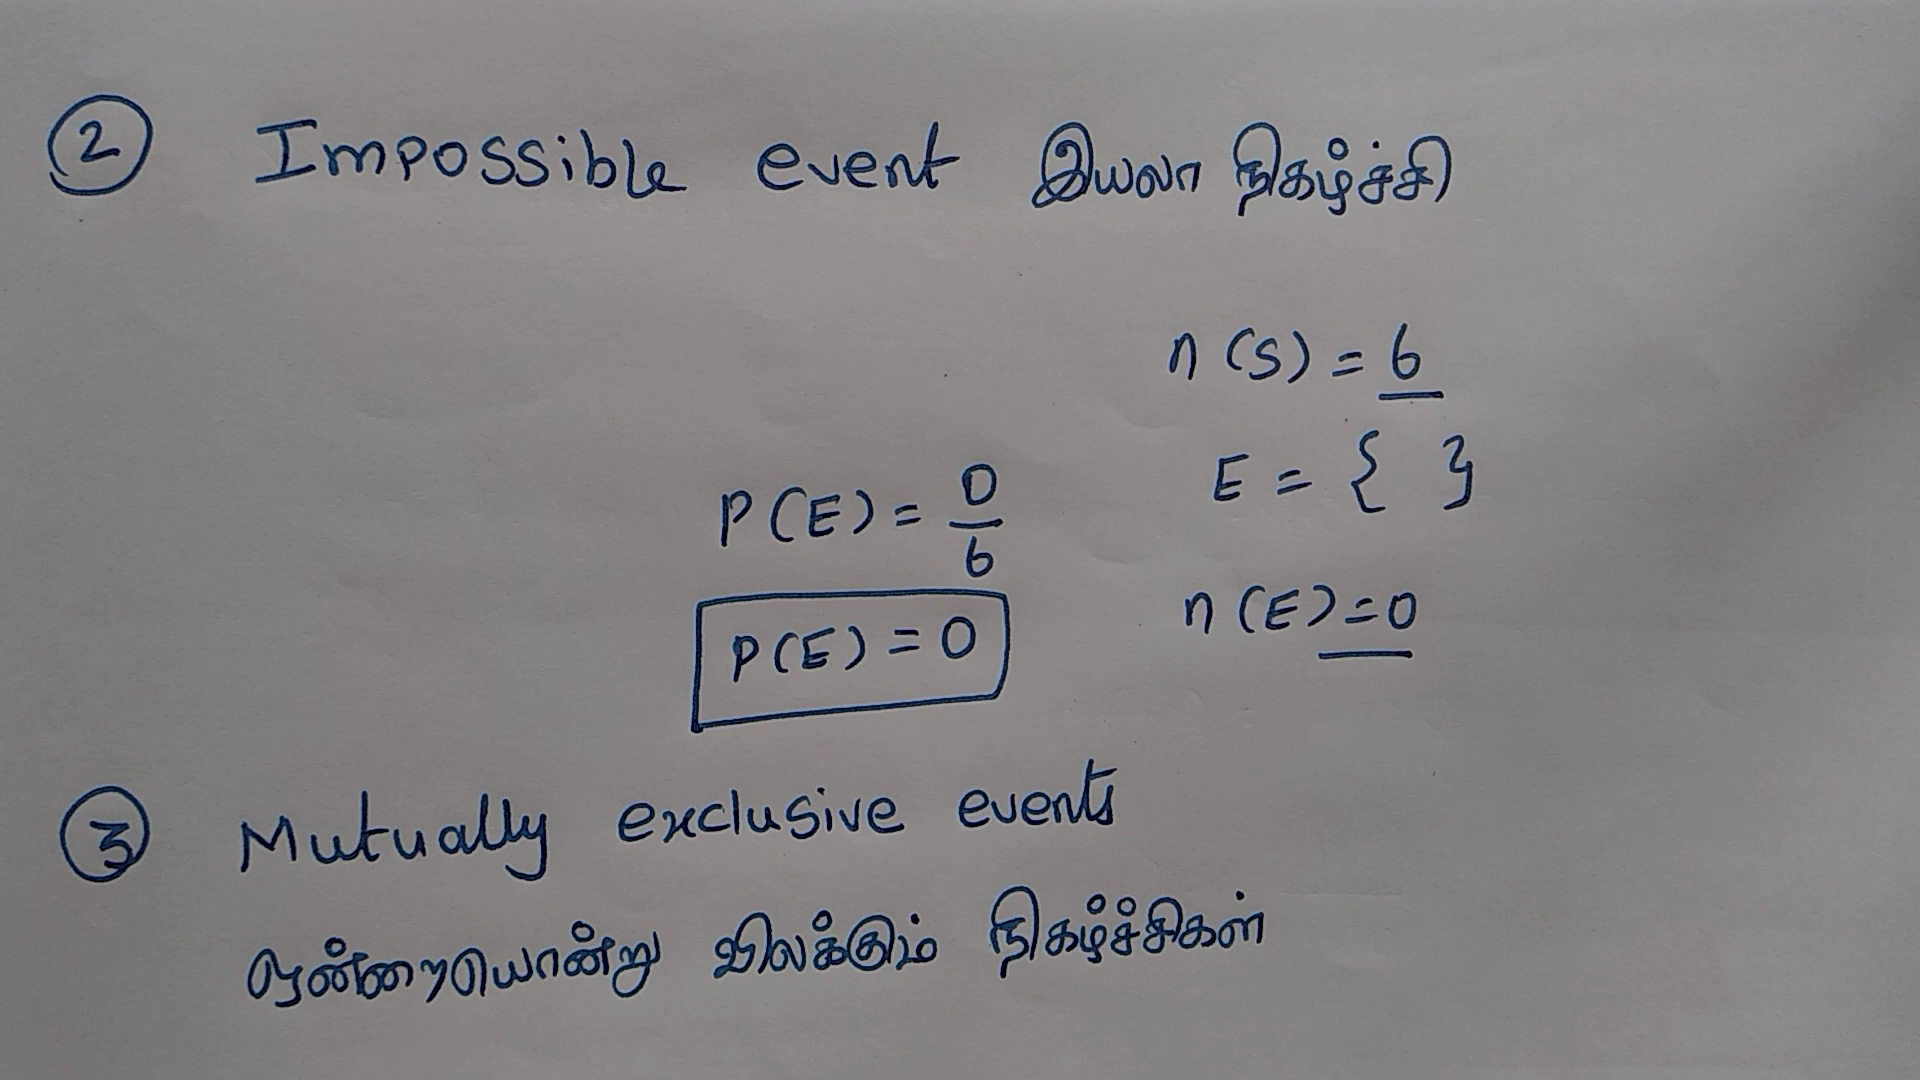 2 Impossible event இயலா நிகழ்ச்சி
n(S) = 6
E = { }
P(E) = 0/6
n(E) = 0
P(E) = 0
3 Mutually exclusive events
ஒன்றையொன்று விலக்கும் நிகழ்ச்சிகள்